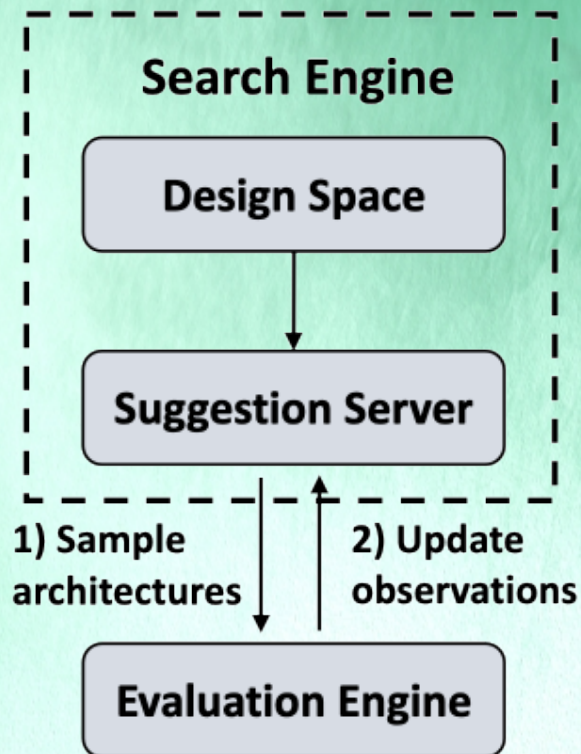 Search Engine
Design Space
Suggestion Server
1) Sample
architectures
2) Update
observations
Evaluation Engine